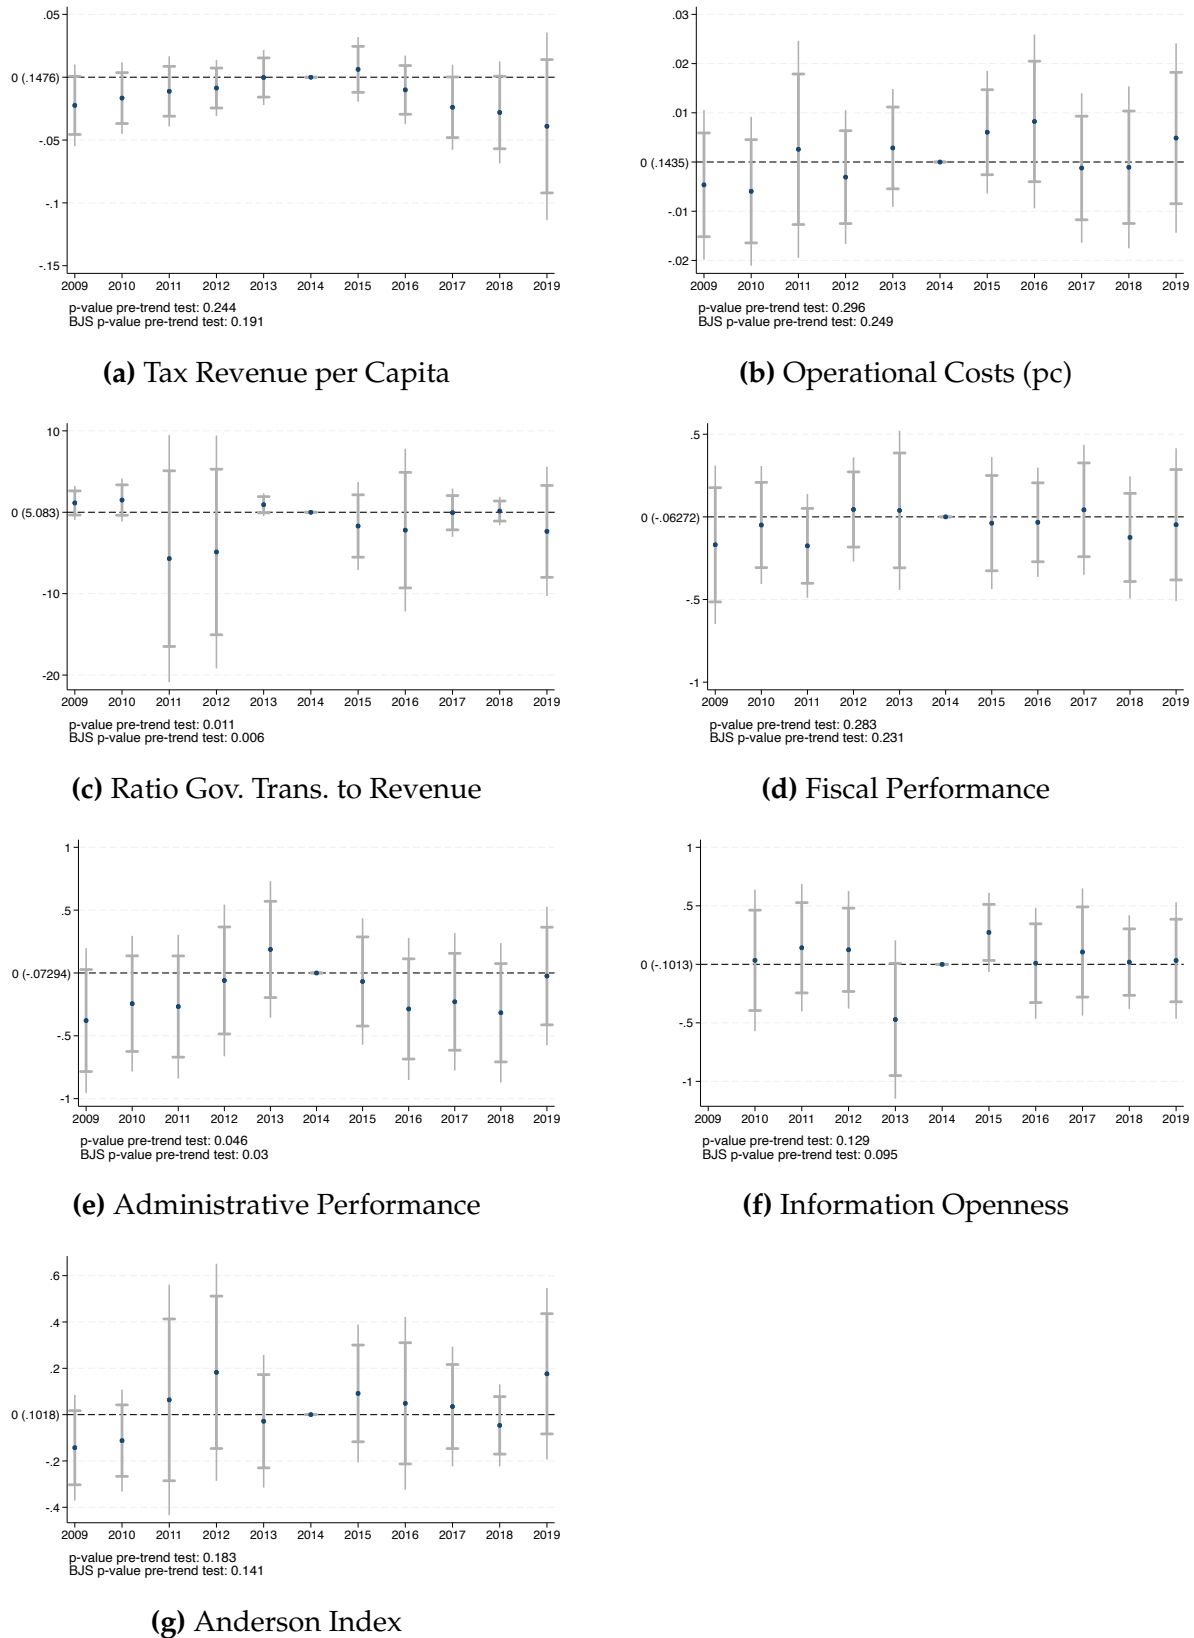 .05
0 (.1476)
-.05
-.1
-.15
2009 2010 2011 2012 2013 2014 2015 2016 2017 2018 2019
p-value pre-trend test: 0.244
BJS p-value pre-trend test: 0.191
(a) Tax Revenue per Capita
.03
.02
.01
0 (.1435)
-.01
-.02
2009 2010 2011 2012 2013 2014 2015 2016 2017 2018 2019
p-value pre-trend test: 0.296
BJS p-value pre-trend test: 0.249
(b) Operational Costs (pc)
10
0 (5.083)
-10
-20
2009 2010 2011 2012 2013 2014 2015 2016 2017 2018 2019
p-value pre-trend test: 0.011
BJS p-value pre-trend test: 0.006
(c) Ratio Gov. Trans. to Revenue
.5
0 (-.06272)
-.5
-1
2009 2010 2011 2012 2013 2014 2015 2016 2017 2018 2019
p-value pre-trend test: 0.283
BJS p-value pre-trend test: 0.231
(d) Fiscal Performance
1
.5
0 (-.07294)
-.5
-1
2009 2010 2011 2012 2013 2014 2015 2016 2017 2018 2019
p-value pre-trend test: 0.046
BJS p-value pre-trend test: 0.03
(e) Administrative Performance
1
.5
0 (-.1013)
-.5
-1
2009 2010 2011 2012 2013 2014 2015 2016 2017 2018 2019
p-value pre-trend test: 0.129
BJS p-value pre-trend test: 0.095
(f) Information Openness
.6
.4
.2
0 (.1018)
-.2
-.4
2009 2010 2011 2012 2013 2014 2015 2016 2017 2018 2019
p-value pre-trend test: 0.183
BJS p-value pre-trend test: 0.141
(g) Anderson Index